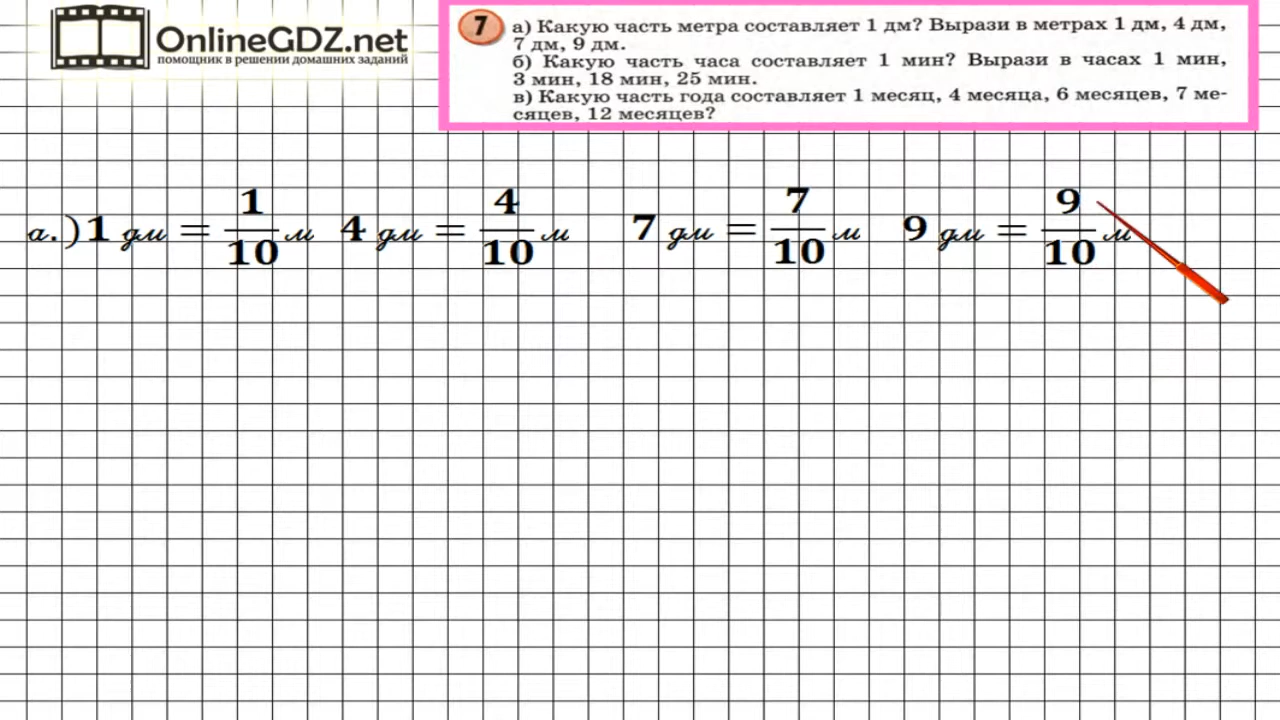 OnlineGDZ.net
помощник в решении домашних заданий
7 а) Какую часть метра составляет 1 дм? Вырази в метрах 1 дм, 4 дм,
7 дм, 9 дм.
б) Какую часть часа составляет 1 мин? Вырази в часах 1 мин,
3 мин, 18 мин, 25 мин.
в) Какую часть года составляет 1 месяц, 4 месяца, 6 месяцев, 7 ме-
сяцев, 12 месяцев?
а.) 1 дм = 1/10 м 4 дм = 4/10 м 7 дм = 7/10 м 9 дм = 9/10 м